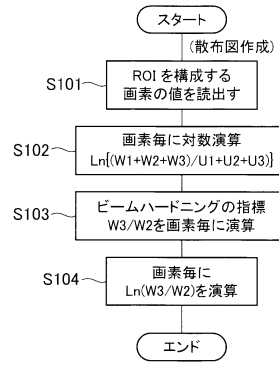 スタート
(散布図作成)
S101
ROIを構成する
画素の値を読出す
S102
画素毎に対数演算
Ln{(W1+W2+W3)/U1+U2+U3)}
S103
ビームハードニングの指標
W3/W2を画素毎に演算
S104
画素毎に
Ln(W3/W2)を演算
エンド